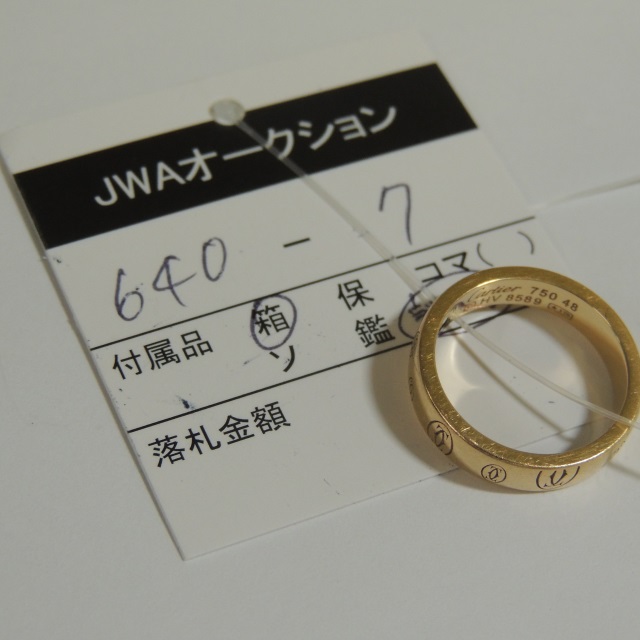 JWAオークション
640 - 7
付属品 箱 保 コマ( )
ソ 鑑
落札金額
Cartier 750 48
8589